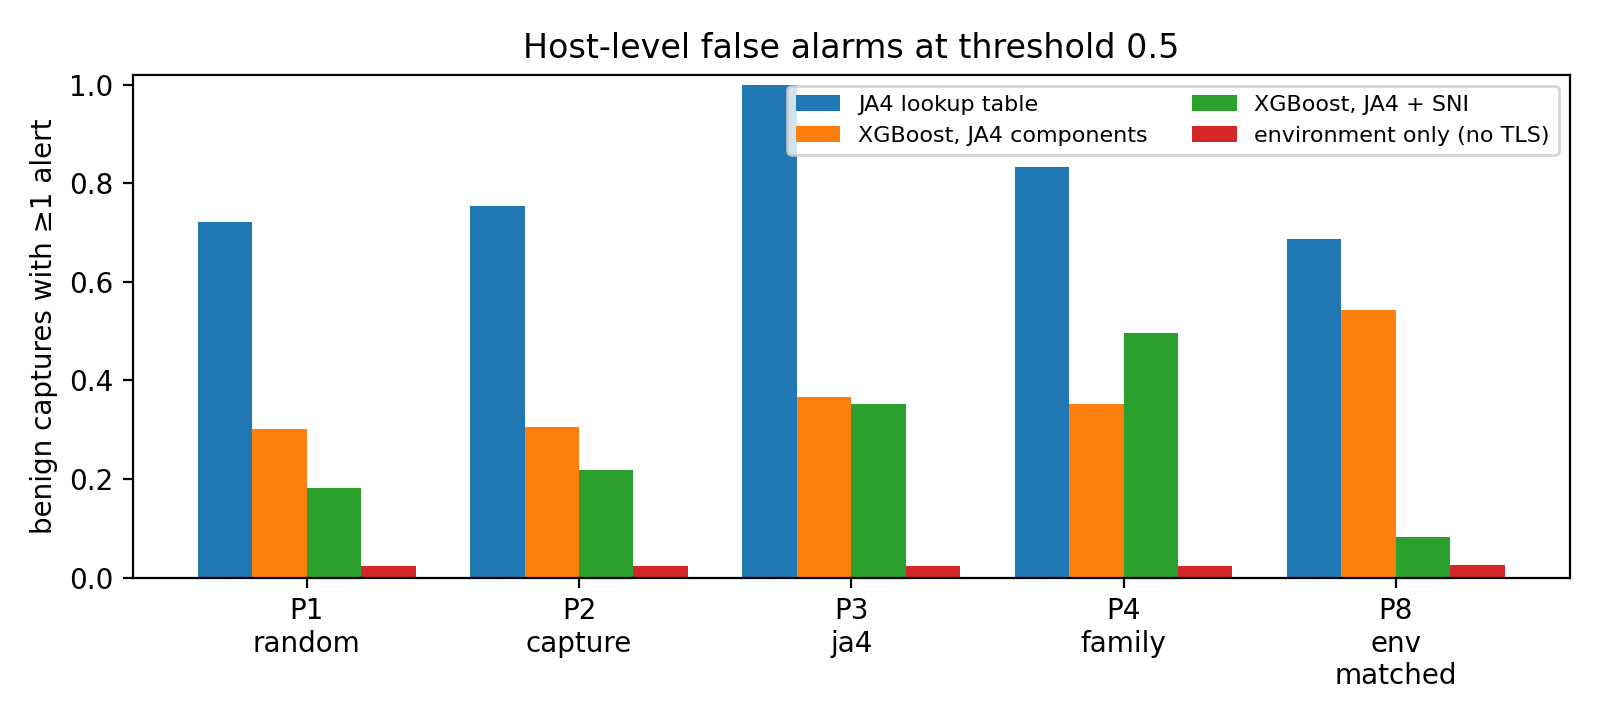 Host-level false alarms at threshold 0.5
benign captures with ≥1 alert
1.0
0.8
0.6
0.4
0.2
0.0
JA4 lookup table
XGBoost, JA4 components
XGBoost, JA4 + SNI
environment only (no TLS)
P1
random
P2
capture
P3
ja4
P4
family
P8
env
matched